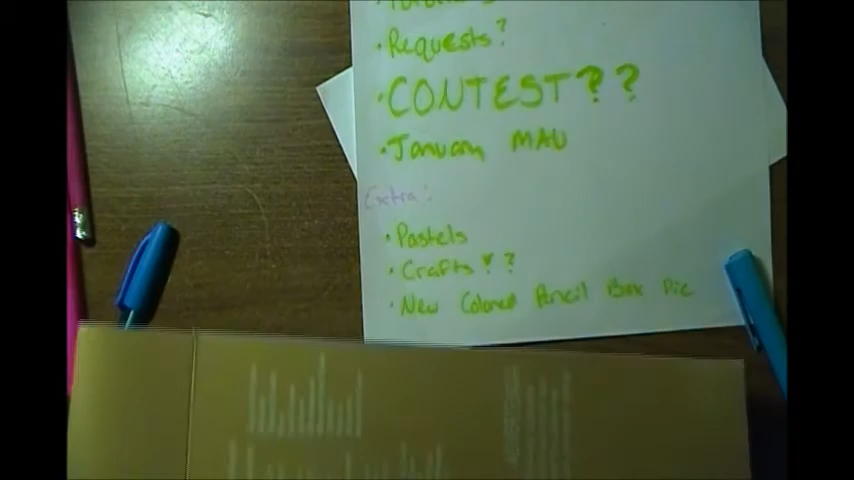 · Requests?
· CONTEST??
· January MAU
Extra:
· Pastels
· Crafts ? ?
· New Colored Pencil Box Pic